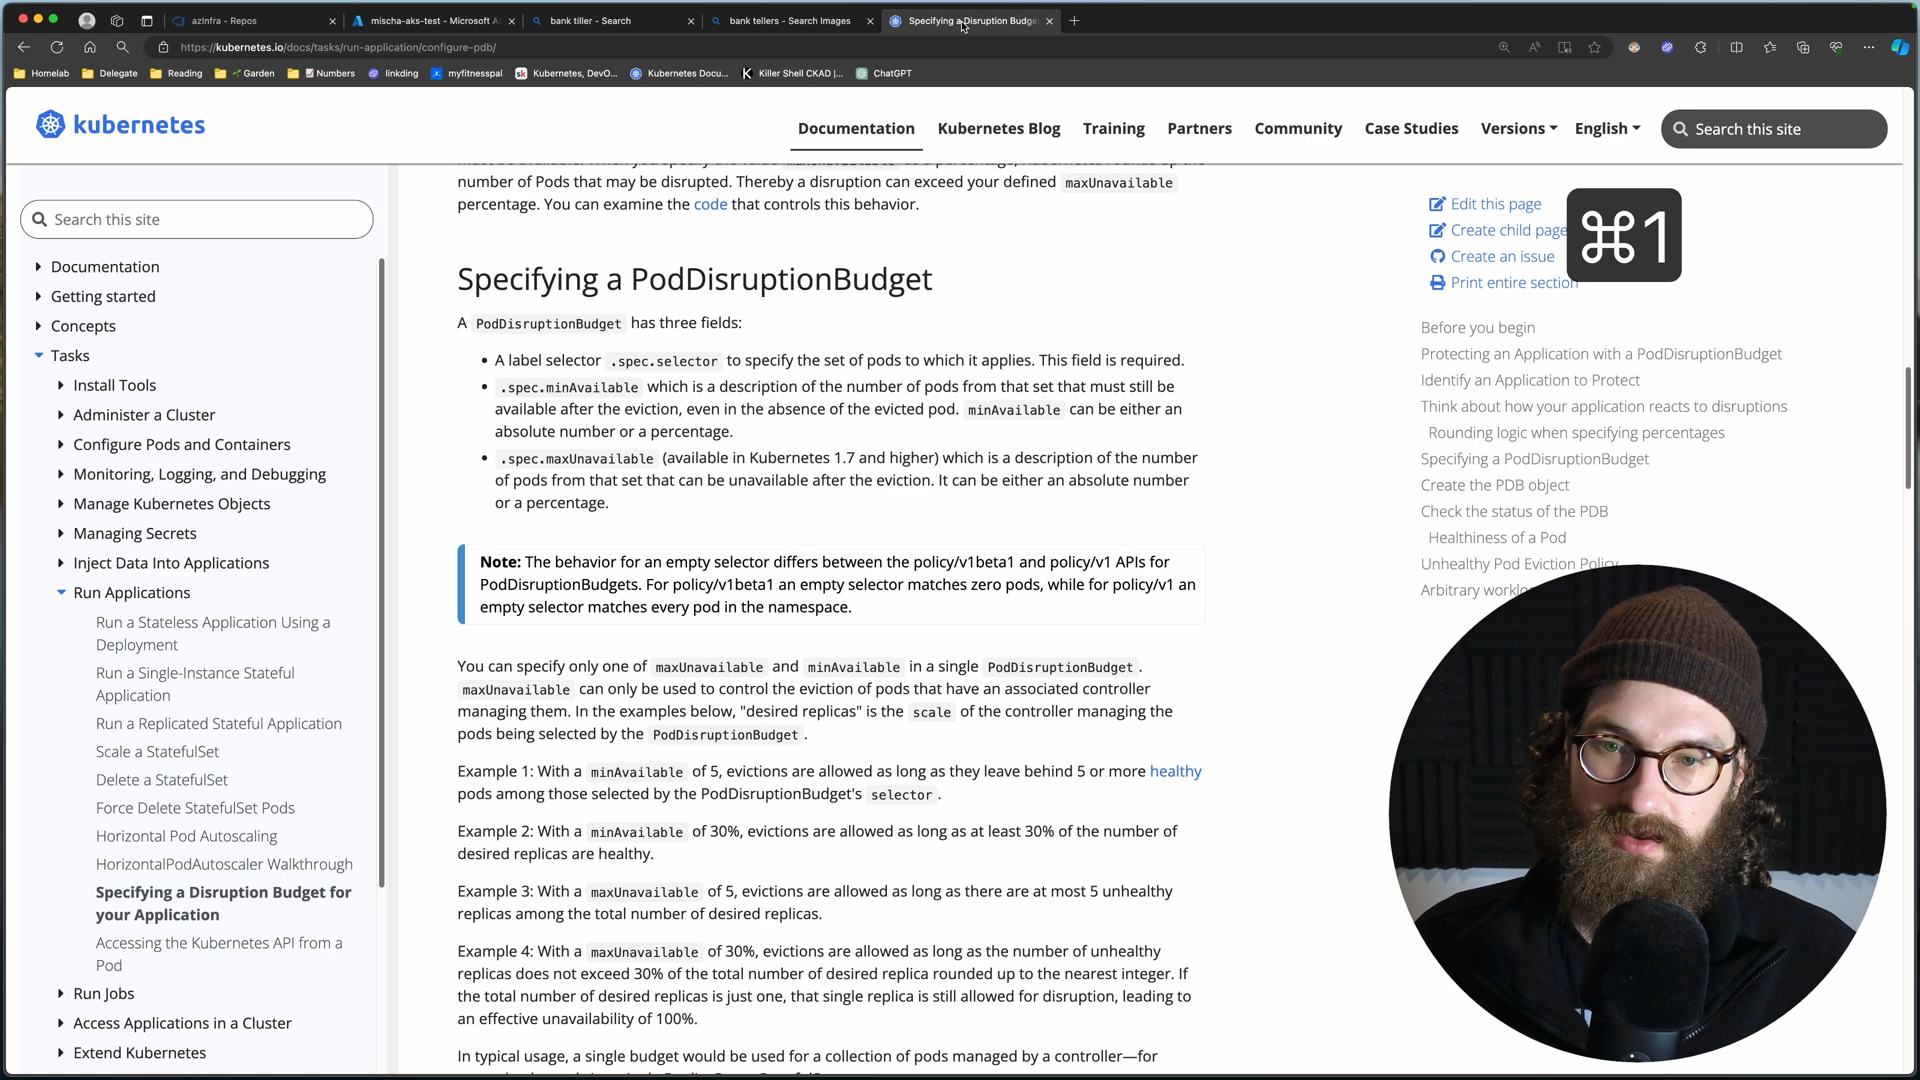 azInfra - Repos
mischa-aks-test - Microsoft A
bank tiller - Search
bank tellers - Search Images
Specifying a Disruption Budge
https://kubernetes.io/docs/tasks/run-application/configure-pdb/
Homelab
Delegate
Reading
Garden
Numbers
linkding
myfitnesspal
sk
Kubernetes, DevO...
Kubernetes Docu...
K
Killer Shell CKAD |...
ChatGPT
kubernetes
Documentation
Kubernetes Blog
Training
Partners
Community
Case Studies
Versions
English
Search this site
Search this site
Documentation
Getting started
Concepts
Tasks
Install Tools
Administer a Cluster
Configure Pods and Containers
Monitoring, Logging, and Debugging
Manage Kubernetes Objects
Managing Secrets
Inject Data Into Applications
Run Applications
Run a Stateless Application Using a
Deployment
Run a Single-Instance Stateful
Application
Run a Replicated Stateful Application
Scale a StatefulSet
Delete a StatefulSet
Force Delete StatefulSet Pods
Horizontal Pod Autoscaling
HorizontalPodAutoscaler Walkthrough
Specifying a Disruption Budget for
your Application
Accessing the Kubernetes API from a
Pod
Run Jobs
Access Applications in a Cluster
Extend Kubernetes
number of Pods that may be disrupted. Thereby a disruption can exceed your defined maxUnavailable
percentage. You can examine the code that controls this behavior.
Specifying a PodDisruptionBudget
A PodDisruptionBudget has three fields:
• A label selector .spec.selector to specify the set of pods to which it applies. This field is required.
• .spec.minAvailable which is a description of the number of pods from that set that must still be
available after the eviction, even in the absence of the evicted pod. minAvailable can be either an
absolute number or a percentage.
• .spec.maxUnavailable (available in Kubernetes 1.7 and higher) which is a description of the number
of pods from that set that can be unavailable after the eviction. It can be either an absolute number
or a percentage.
Note: The behavior for an empty selector differs between the policy/v1beta1 and policy/v1 APIs for
PodDisruptionBudgets. For policy/v1beta1 an empty selector matches zero pods, while for policy/v1 an
empty selector matches every pod in the namespace.
You can specify only one of maxUnavailable and minAvailable in a single PodDisruptionBudget.
maxUnavailable can only be used to control the eviction of pods that have an associated controller
managing them. In the examples below, "desired replicas" is the scale of the controller managing the
pods being selected by the PodDisruptionBudget.
Example 1: With a minAvailable of 5, evictions are allowed as long as they leave behind 5 or more healthy
pods among those selected by the PodDisruptionBudget's selector.
Example 2: With a minAvailable of 30%, evictions are allowed as long as at least 30% of the number of
desired replicas are healthy.
Example 3: With a maxUnavailable of 5, evictions are allowed as long as there are at most 5 unhealthy
replicas among the total number of desired replicas.
Example 4: With a maxUnavailable of 30%, evictions are allowed as long as the number of unhealthy
replicas does not exceed 30% of the total number of desired replica rounded up to the nearest integer. If
the total number of desired replicas is just one, that single replica is still allowed for disruption, leading to
an effective unavailability of 100%.
In typical usage, a single budget would be used for a collection of pods managed by a controller—for
Edit this page
Create child page
Create an issue
Print entire section
⌘1
Before you begin
Protecting an Application with a PodDisruptionBudget
Identify an Application to Protect
Think about how your application reacts to disruptions
Rounding logic when specifying percentages
Specifying a PodDisruptionBudget
Create the PDB object
Check the status of the PDB
Healthiness of a Pod
Unhealthy Pod Eviction Policy
Arbitrary worklo